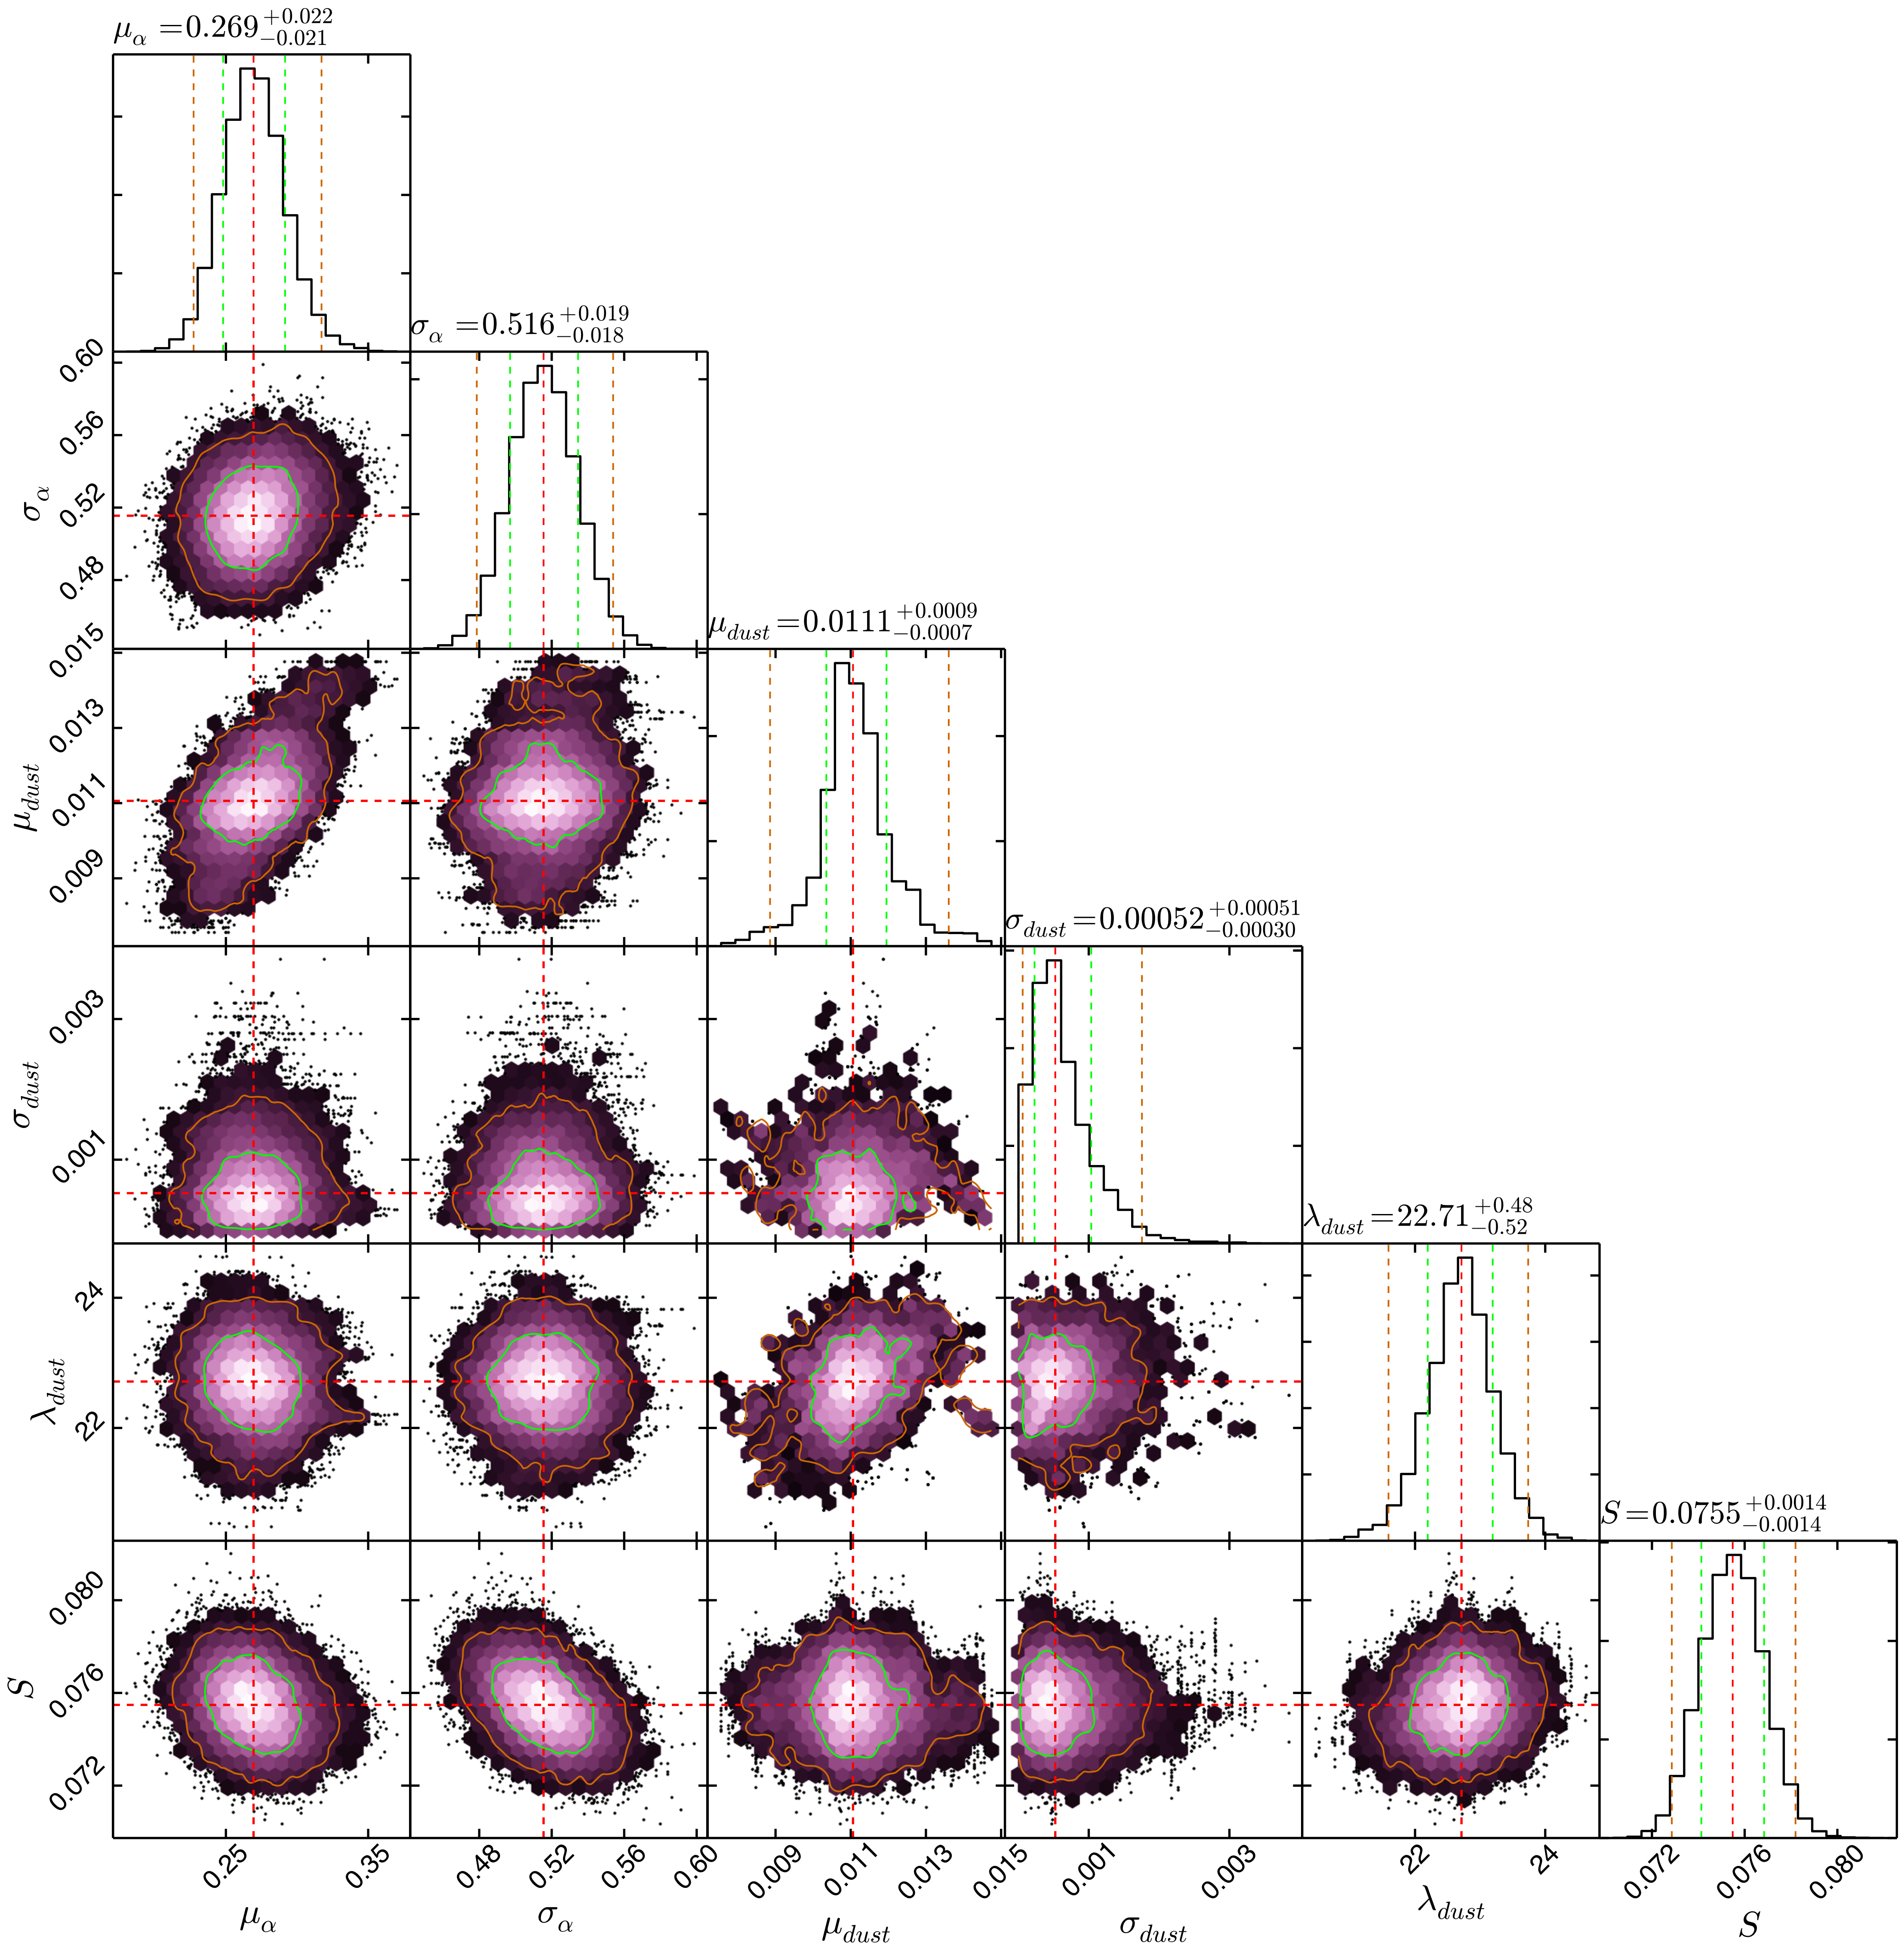 μ_α = 0.269 +0.022 −0.021
σ_α = 0.516 +0.019 −0.018
0.60
0.56
0.52
0.48
σ_α
μ_dust = 0.0111 +0.0009 −0.0007
0.015
0.013
0.011
0.009
μ_dust
σ_dust = 0.00052 +0.00051 −0.00030
0.003
0.001
σ_dust
λ_dust = 22.71 +0.48 −0.52
24
22
λ_dust
S = 0.0755 +0.0014 −0.0014
0.080
0.076
0.072
S
0.25 0.35 0.48 0.52 0.56 0.60 0.009 0.011 0.013 0.015 0.001 0.003 22 24 0.072 0.076 0.080
μ_α σ_α μ_dust σ_dust λ_dust S